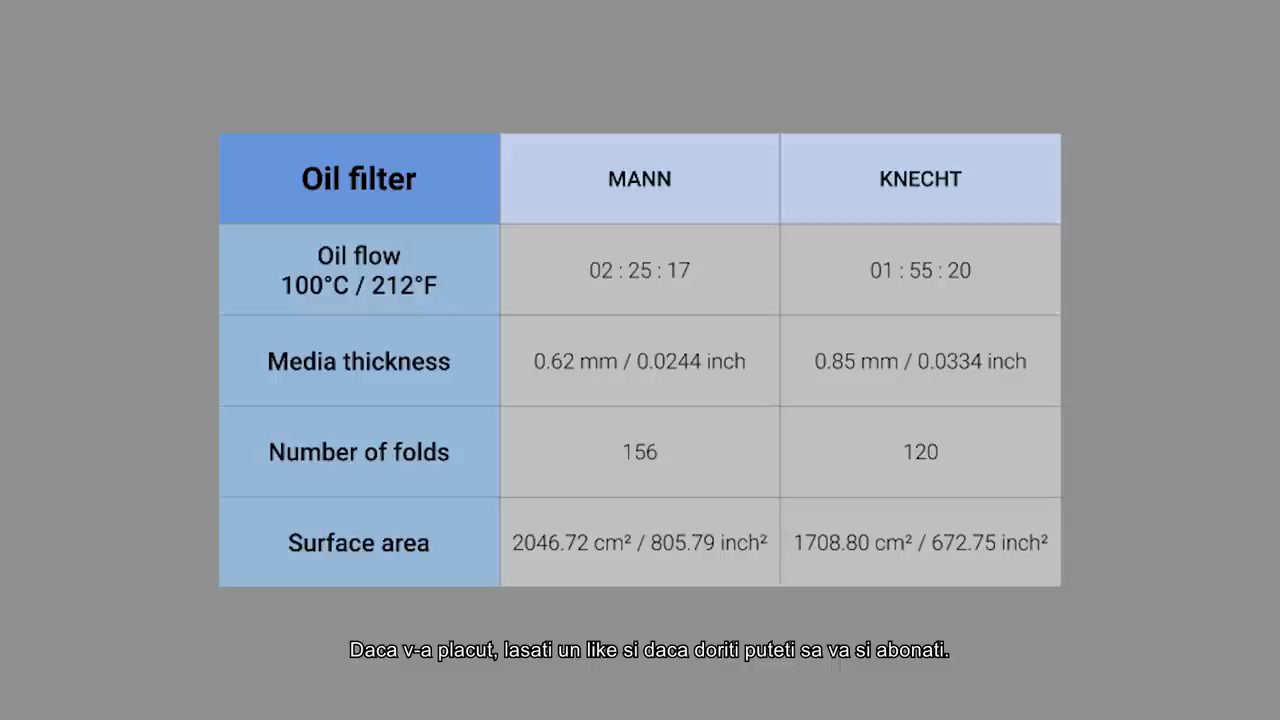 Oil filter
MANN
KNECHT
Oil flow
100°C / 212°F
02 : 25 : 17
01 : 55 : 20
Media thickness
0.62 mm / 0.0244 inch
0.85 mm / 0.0334 inch
Number of folds
156
120
Surface area
2046.72 cm² / 805.79 inch²
1708.80 cm² / 672.75 inch²
Daca v-a placut, lasati un like si daca doriti puteti sa va si abonati.